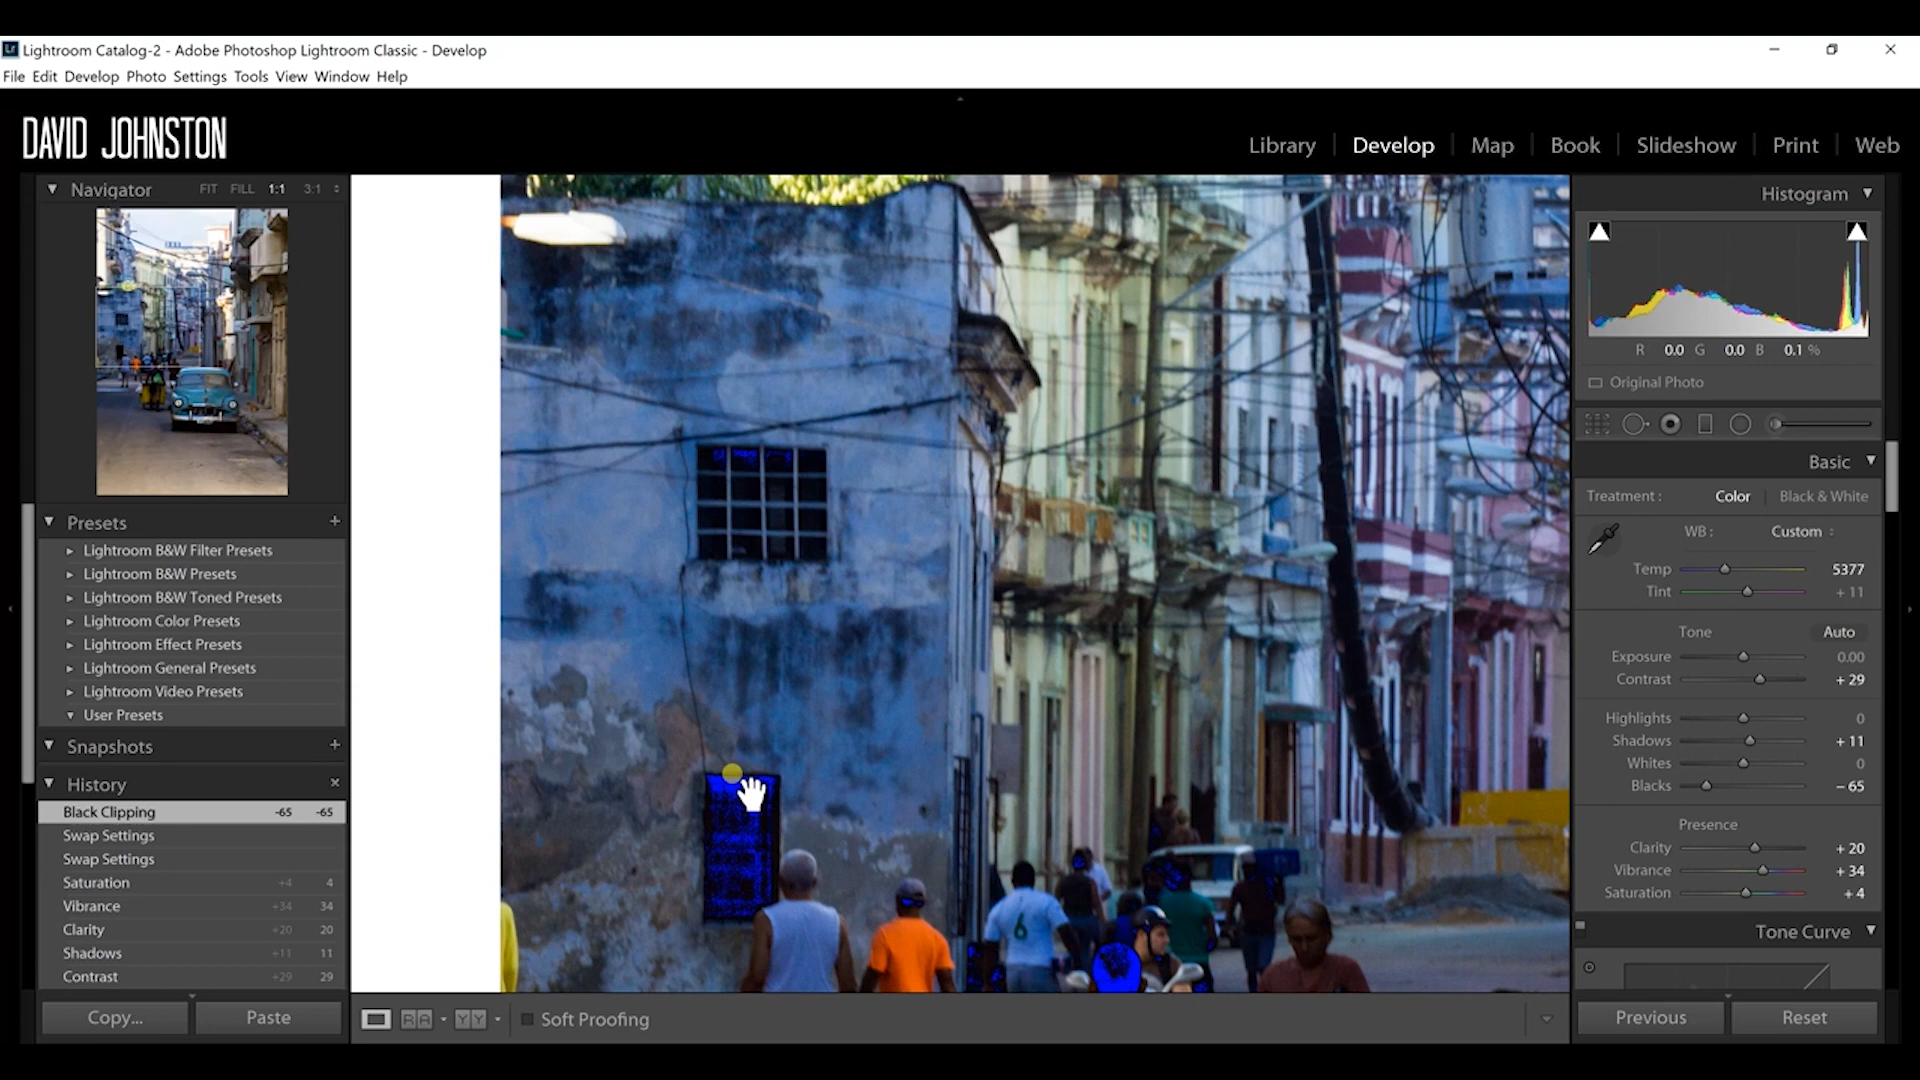 Lr Lightroom Catalog-2 - Adobe Photoshop Lightroom Classic - Develop
File Edit Develop Photo Settings Tools View Window Help
DAVID JOHNSTON
Library Develop Map Book Slideshow Print Web
Navigator FIT FILL 1:1 3:1
Histogram
R 0.0 G 0.0 B 0.1 %
Original Photo
Basic
Treatment : Color Black & White
WB : Custom
Temp 5377
Tint + 11
Tone Auto
Exposure 0.00
Contrast + 29
Highlights 0
Shadows + 11
Whites 0
Blacks − 65
Presence
Clarity + 20
Vibrance + 34
Saturation + 4
Tone Curve
Previous Reset
Presets +
Lightroom B&W Filter Presets
Lightroom B&W Presets
Lightroom B&W Toned Presets
Lightroom Color Presets
Lightroom Effect Presets
Lightroom General Presets
Lightroom Video Presets
User Presets
Snapshots +
History ×
Black Clipping -65 -65
Swap Settings
Swap Settings
Saturation +4 4
Vibrance +34 34
Clarity +20 20
Shadows +11 11
Contrast +29 29
Copy... Paste
R A Y Y Soft Proofing
6